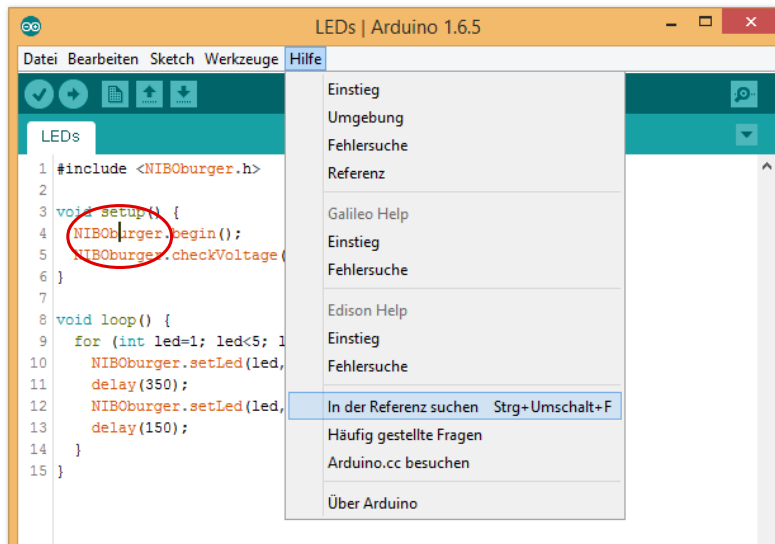 LEDs | Arduino 1.6.5
Datei Bearbeiten Sketch Werkzeuge Hilfe
LEDs
1 #include <NIBOburger.h>
2
3 void setup() {
4 NIBOburger.begin();
5 NIBOburger.checkVoltage(
6 }
7
8 void loop() {
9 for (int led=1; led<5; l
10 NIBOburger.setLed(led,
11 delay(350);
12 NIBOburger.setLed(led,
13 delay(150);
14 }
15 }
Einstieg
Umgebung
Fehlersuche
Referenz
Galileo Help
Einstieg
Fehlersuche
Edison Help
Einstieg
Fehlersuche
In der Referenz suchen Strg+Umschalt+F
Häufig gestellte Fragen
Arduino.cc besuchen
Über Arduino